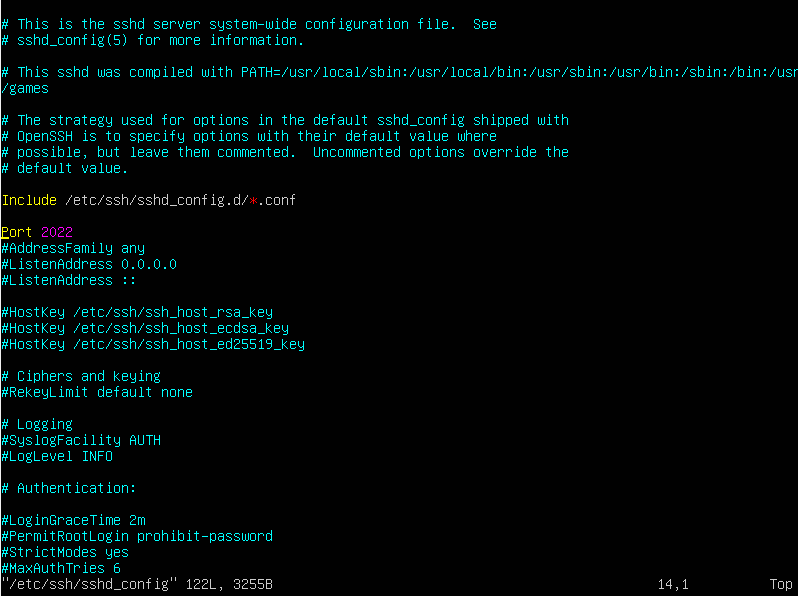 # This is the sshd server system-wide configuration file.  See
# sshd_config(5) for more information.
# This sshd was compiled with PATH=/usr/local/sbin:/usr/local/bin:/usr/sbin:/usr/bin:/sbin:/bin:/usr
/games
# The strategy used for options in the default sshd_config shipped with
# OpenSSH is to specify options with their default value where
# possible, but leave them commented.  Uncommented options override the
# default value.
Include /etc/ssh/sshd_config.d/*.conf
Port 2022
#AddressFamily any
#ListenAddress 0.0.0.0
#ListenAddress ::
#HostKey /etc/ssh/ssh_host_rsa_key
#HostKey /etc/ssh/ssh_host_ecdsa_key
#HostKey /etc/ssh/ssh_host_ed25519_key
# Ciphers and keying
#RekeyLimit default none
# Logging
#SyslogFacility AUTH
#LogLevel INFO
# Authentication:
#LoginGraceTime 2m
#PermitRootLogin prohibit-password
#StrictModes yes
#MaxAuthTries 6
"/etc/ssh/sshd_config" 122L, 3255B 14,1 Top